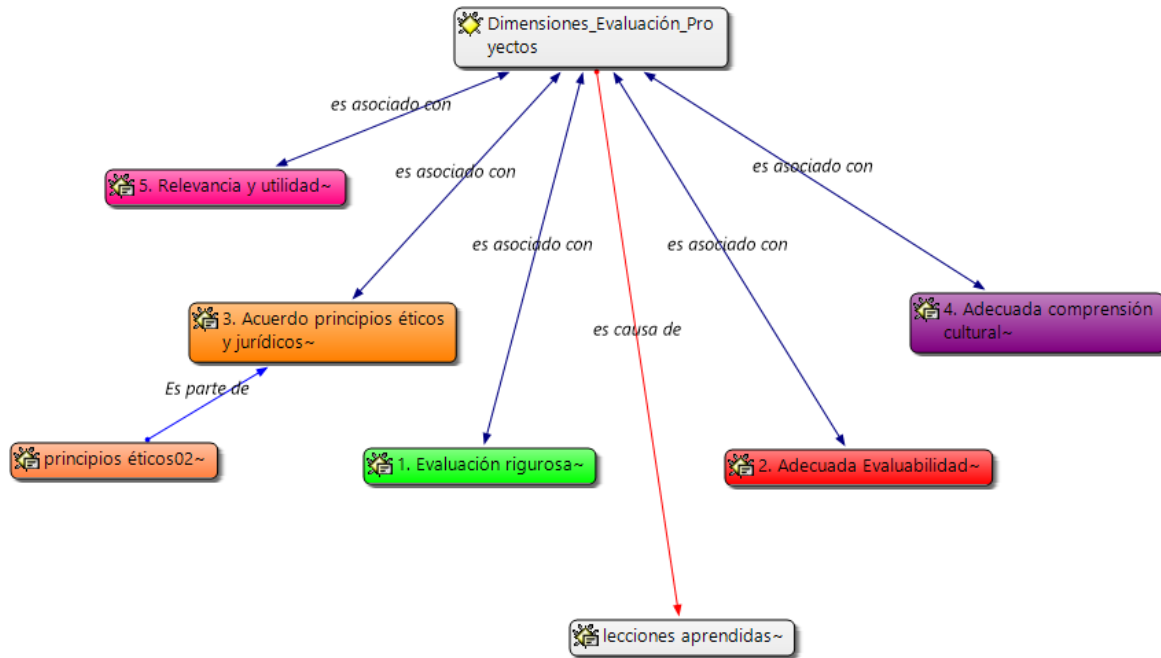 Dimensiones_Evaluación_Pro
yectos
es asociado con
es asociado con
es asociado con
es asociado con
es asociado con
5. Relevancia y utilidad~
3. Acuerdo principios éticos
y jurídicos~
es causa de
4. Adecuada comprensión
cultural~
Es parte de
principios éticos02~
1. Evaluación rigurosa~
2. Adecuada Evaluabilidad~
lecciones aprendidas~